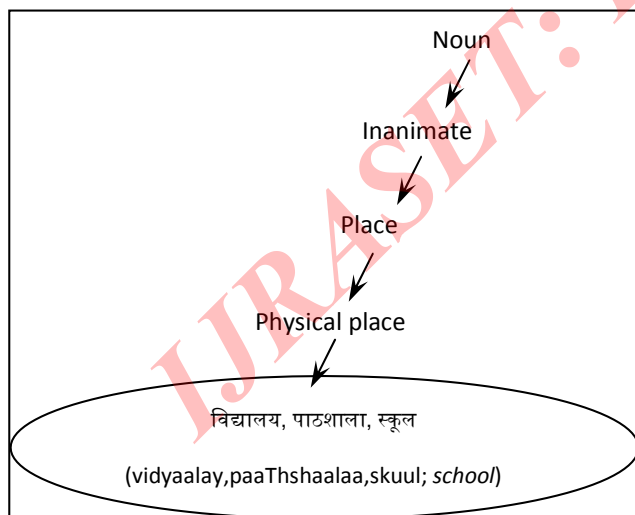 Noun
Inanimate
Place
Physical place
विद्यालय, पाठशाला, स्कूल
(vidyaalay,paaThshaalaa,skuul; school)
IJRASET: